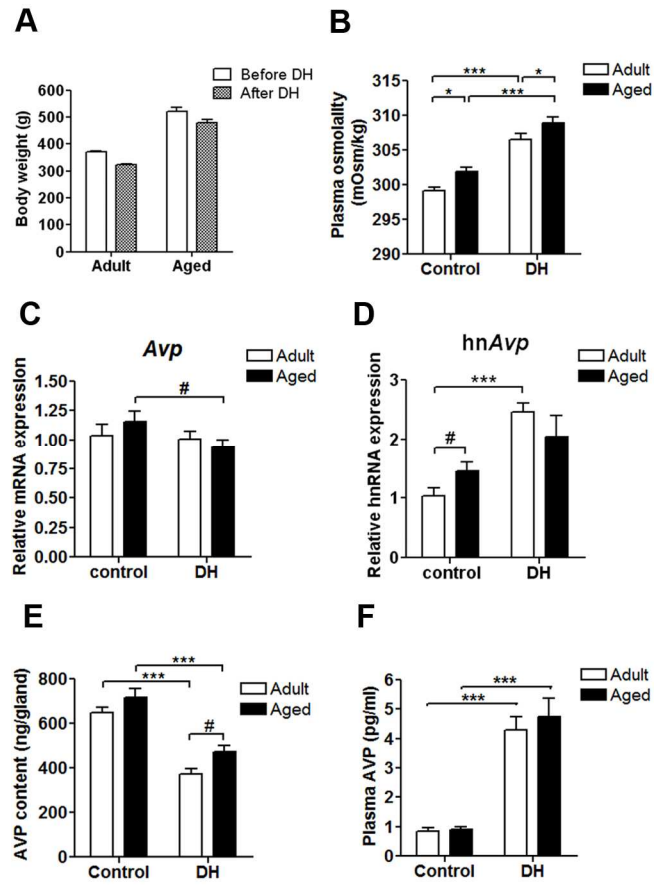 A
Before DH
After DH
Body weight (g)
600
500
400
300
200
100
0
Adult
Aged
B
Adult
Aged
Plasma osmolality
(mOsm/kg)
315
310
305
300
295
290
***
*
*
***
Control
DH
C
Avp
Adult
Aged
Relative mRNA expression
1.50
1.25
1.00
0.75
0.50
0.25
0.00
#
control
DH
D
hnAvp
Adult
Aged
Relative hnRNA expression
3
2
1
0
***
#
control
DH
E
Adult
Aged
AVP content (ng/gland)
800
600
400
200
0
***
***
#
Control
DH
F
Adult
Aged
Plasma AVP (pg/ml)
6
5
4
3
2
1
0
***
***
Control
DH